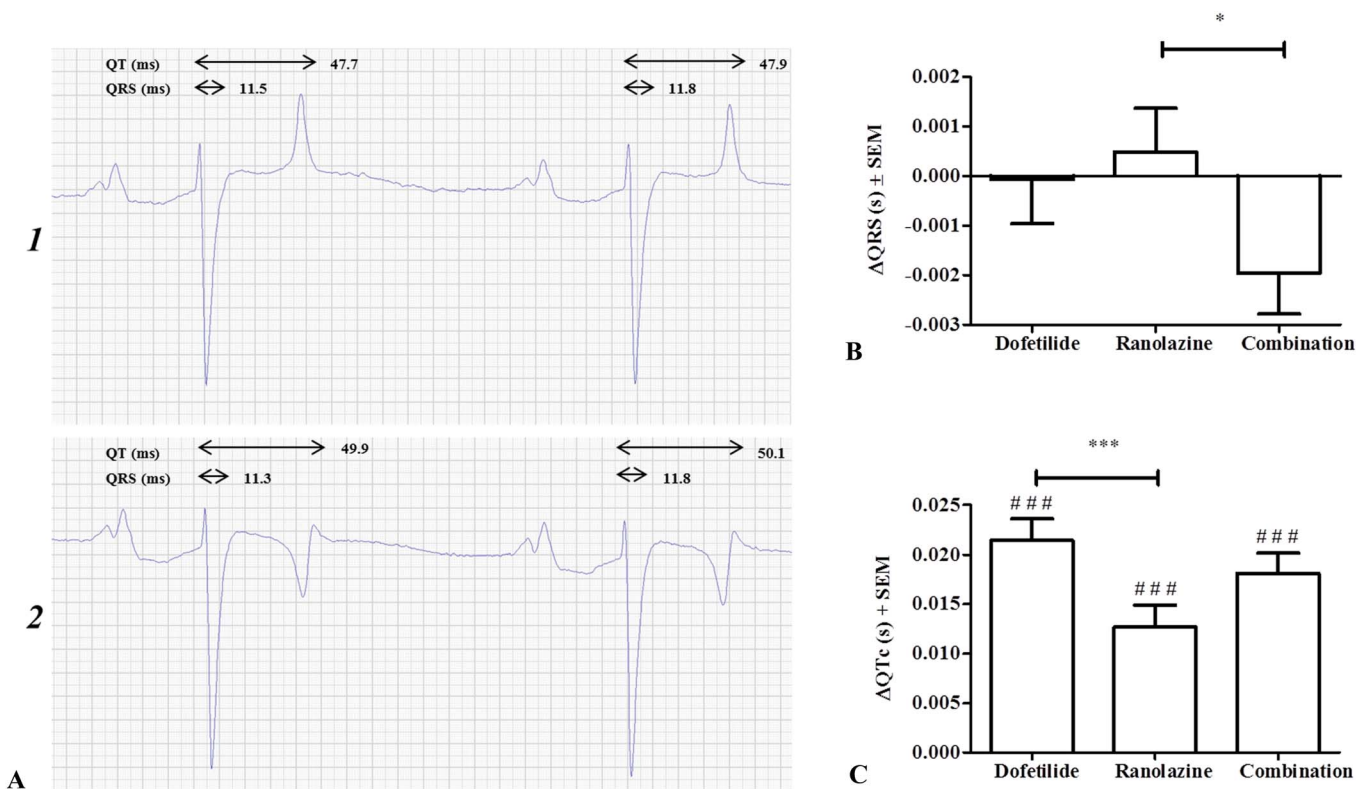 QT (ms) 47.7 47.9
QRS (ms) 11.5 11.8
1
QT (ms) 49.9 50.1
QRS (ms) 11.3 11.8
2
A
*
0.002
0.001
0.000
-0.001
-0.002
-0.003
ΔQRS (s) ± SEM
Dofetilide Ranolazine Combination
B
***
0.025
0.020
0.015
0.010
0.005
0.000
ΔQTc (s) + SEM
# # #
# # #
# # #
Dofetilide Ranolazine Combination
C